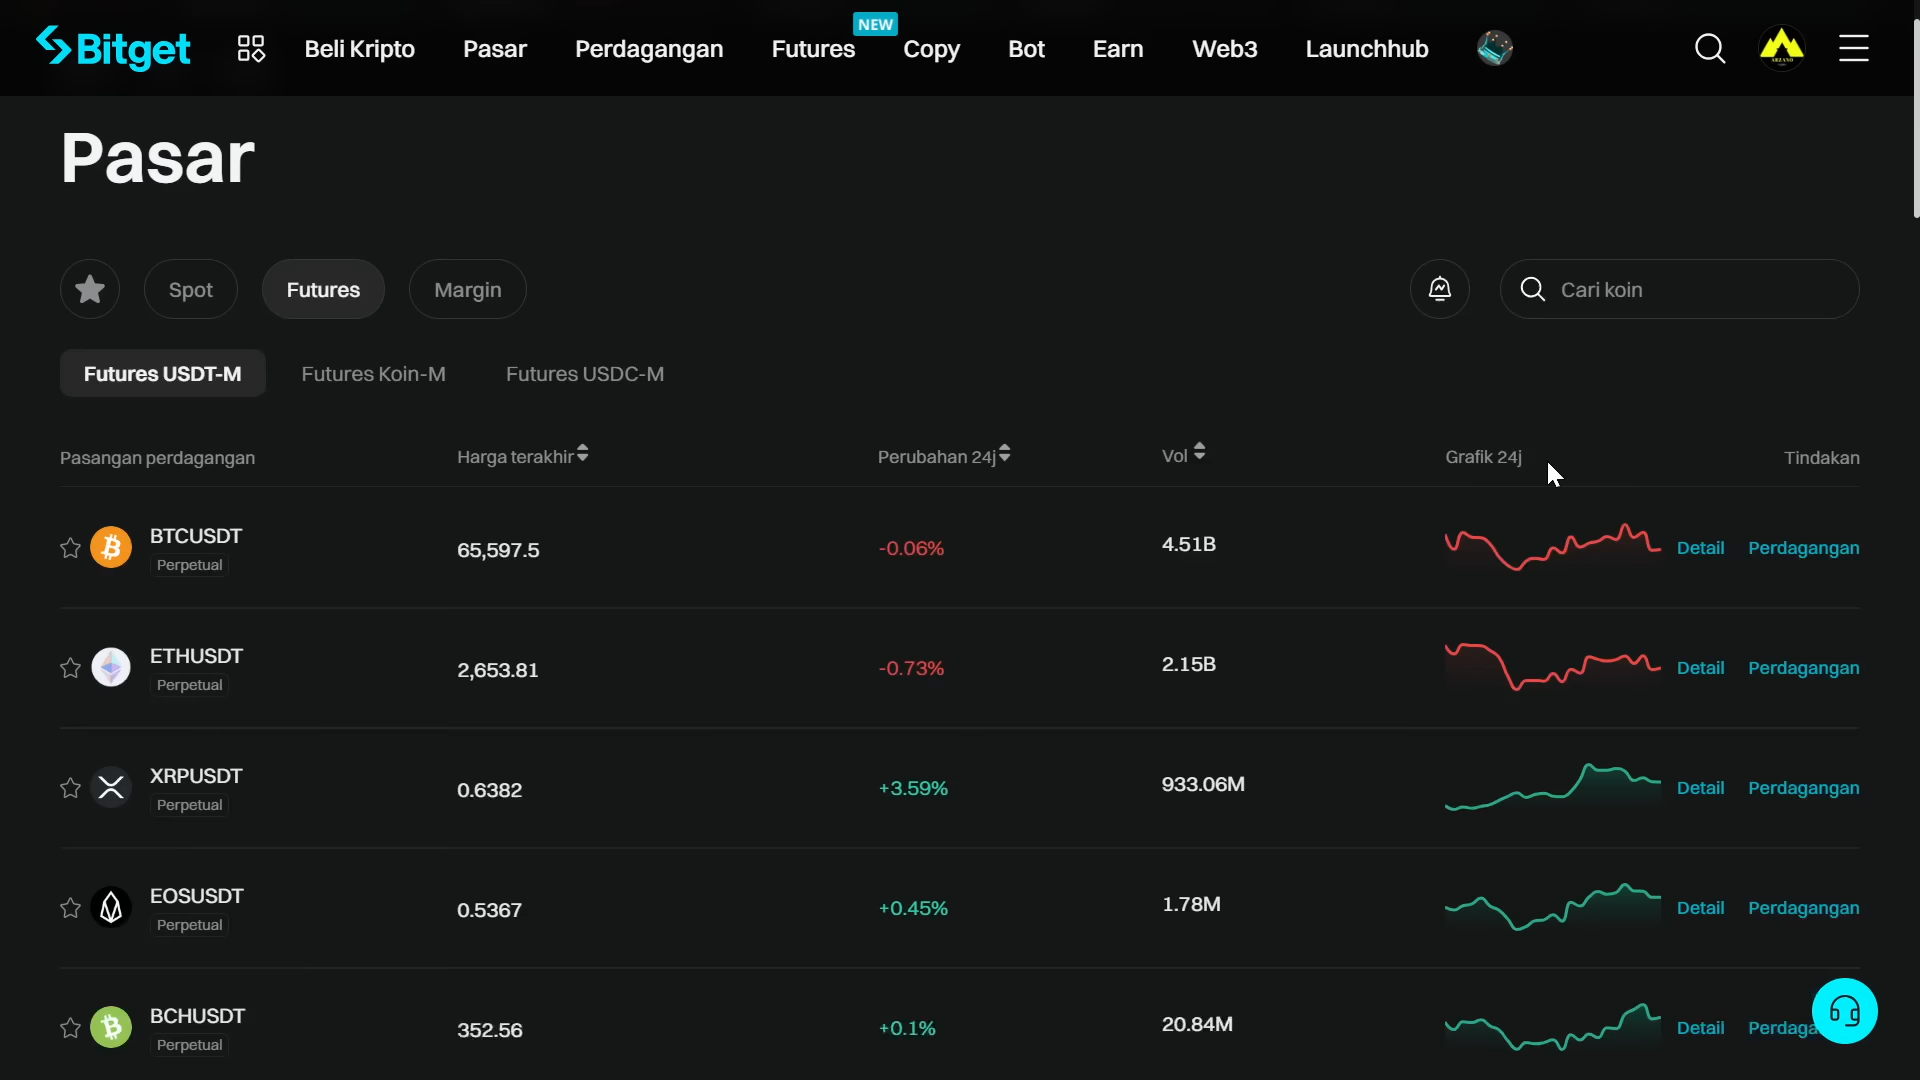 Bitget
Beli Kripto
Pasar
Perdagangan
Futures
NEW
Copy
Bot
Earn
Web3
Launchhub
ARZANO
Pasar
Spot
Futures
Margin
Cari koin
Futures USDT-M
Futures Koin-M
Futures USDC-M
Pasangan perdagangan
Harga terakhir
Perubahan 24j
Vol
Grafik 24j
Tindakan
BTCUSDT
Perpetual
65,597.5
-0.06%
4.51B
Detail
Perdagangan
ETHUSDT
Perpetual
2,653.81
-0.73%
2.15B
Detail
Perdagangan
XRPUSDT
Perpetual
0.6382
+3.59%
933.06M
Detail
Perdagangan
EOSUSDT
Perpetual
0.5367
+0.45%
1.78M
Detail
Perdagangan
BCHUSDT
Perpetual
352.56
+0.1%
20.84M
Detail
Perdaga